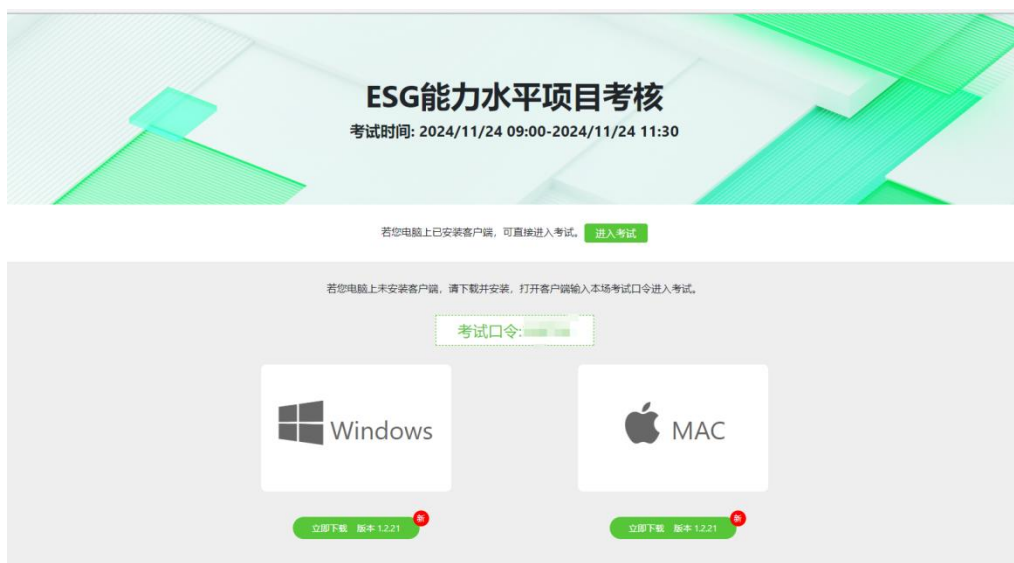 ESG能力水平项目考核
考试时间: 2024/11/24 09:00-2024/11/24 11:30
若您电脑上已安装客户端，可直接进入考试。 进入考试
若您电脑上未安装客户端，请下载并安装，打开客户端输入本场考试口令进入考试。
考试口令:
Windows
MAC
新
立即下载 版本 1.2.21
新
立即下载 版本 1.2.21